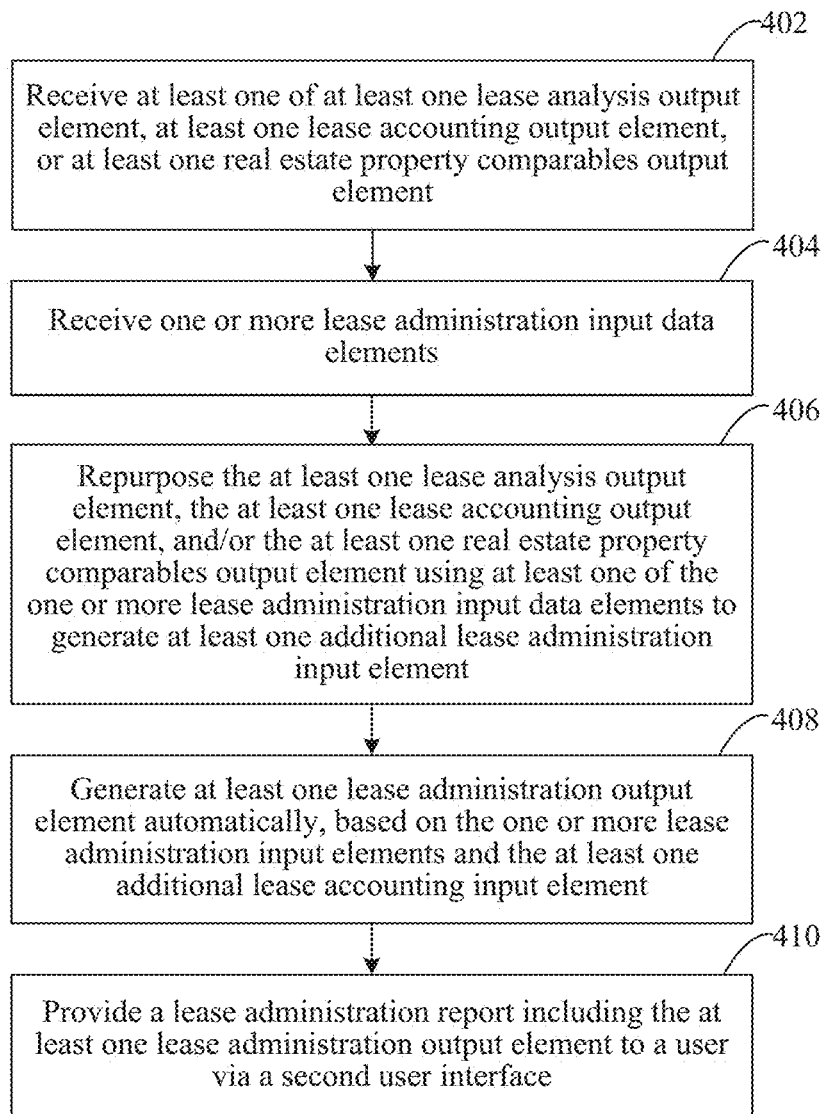 402
Receive at least one of at least one lease analysis output
element, at least one lease accounting output element,
or at least one real estate property comparables output
element
404
Receive one or more lease administration input data
elements
406
Repurpose the at least one lease analysis output
element, the at least one lease accounting output
element, and/or the at least one real estate property
comparables output element using at least one of the
one or more lease administration input data elements to
generate at least one additional lease administration
input element
408
Generate at least one lease administration output
element automatically, based on the one or more lease
administration input elements and the at least one
additional lease accounting input element
410
Provide a lease administration report including the at
least one lease administration output element to a user
via a second user interface